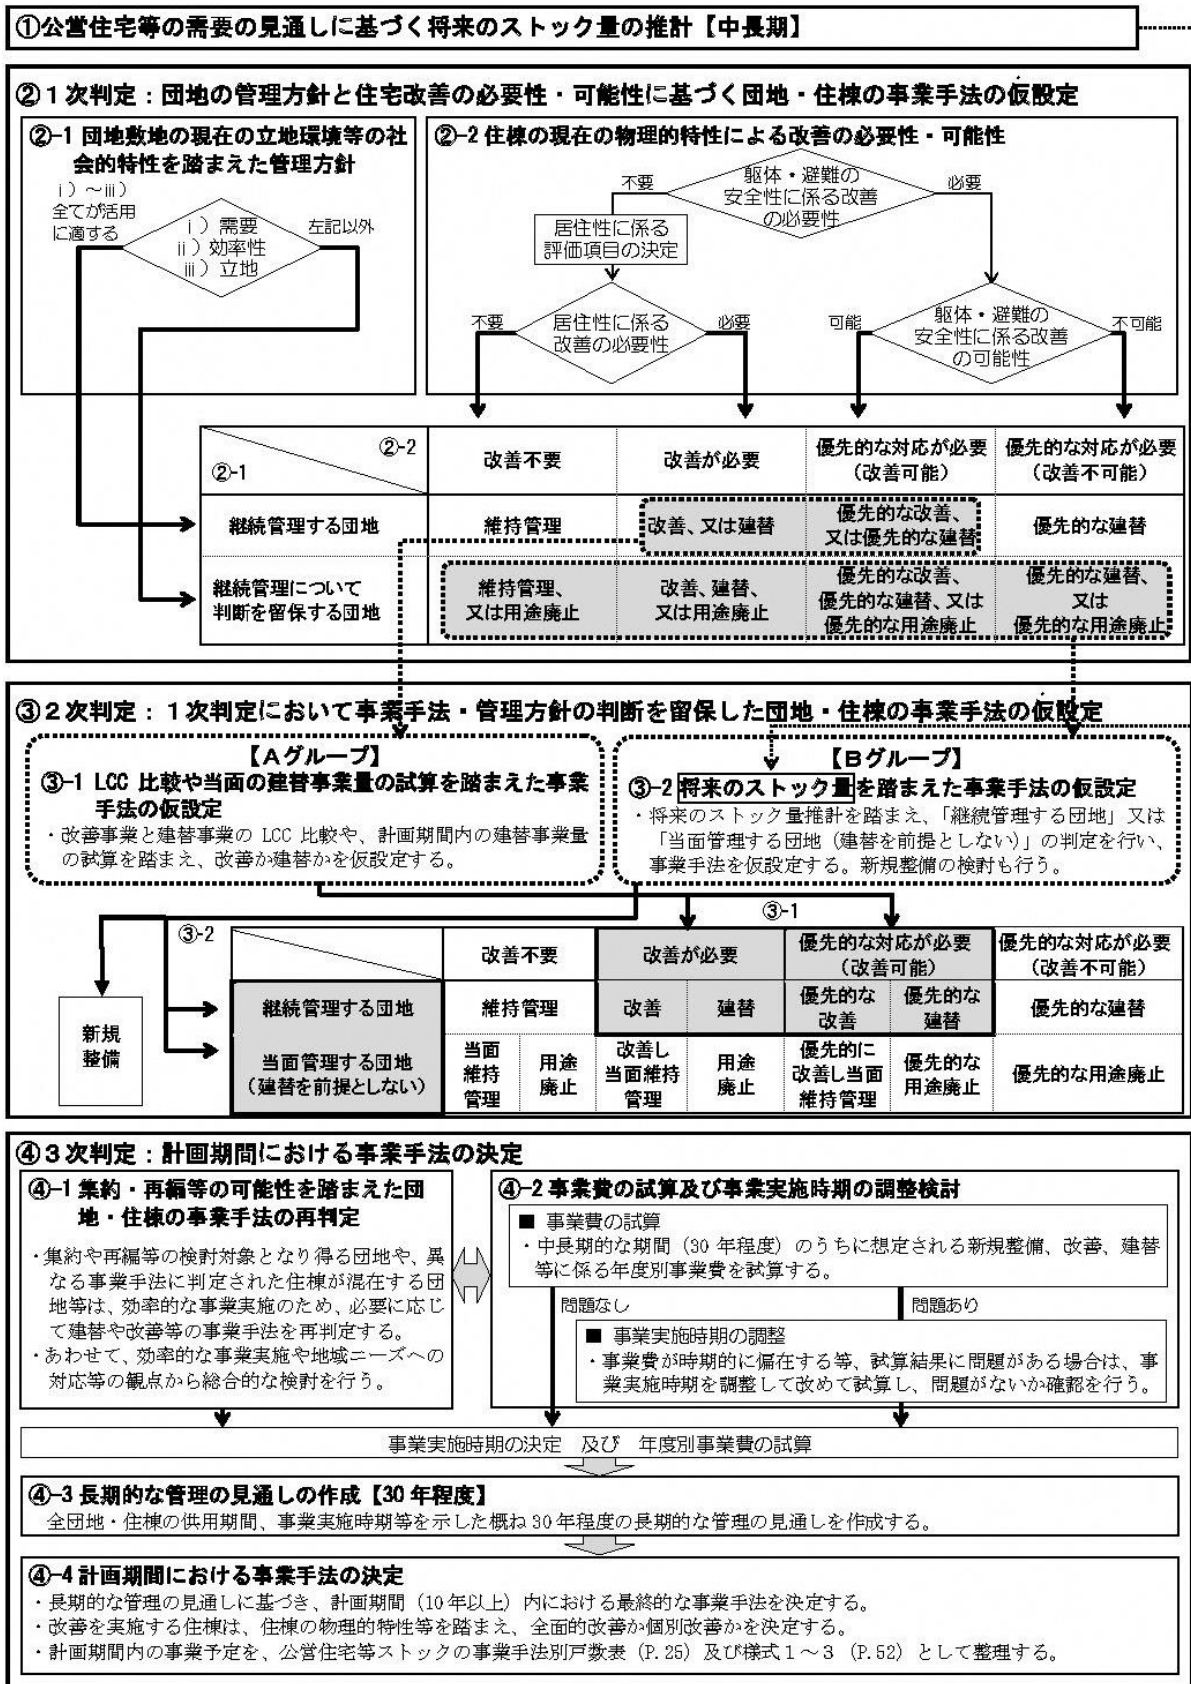 ①公営住宅等の需要の見通しに基づく将来のストック量の推計【中長期】
②１次判定：団地の管理方針と住宅改善の必要性・可能性に基づく団地・住棟の事業手法の仮設定
②-1 団地敷地の現在の立地環境等の社
会的特性を踏まえた管理方針
ⅰ）～ⅲ）
全てが活用
に適する
ⅰ）需要
ⅱ）効率性
ⅲ）立地
左記以外
②-2 住棟の現在の物理的特性による改善の必要性・可能性
不要
躯体・避難の
安全性に係る改善
の必要性
必要
居住性に係る
評価項目の決定
不要
居住性に係る
改善の必要性
必要
可能
躯体・避難の
安全性に係る改善
の可能性
不可能
②-2
②-1
改善不要
改善が必要
優先的な対応が必要
（改善可能）
優先的な対応が必要
（改善不可能）
継続管理する団地
維持管理
改善、又は建替
優先的な改善、
又は優先的な建替
優先的な建替
継続管理について
判断を留保する団地
維持管理、
又は用途廃止
改善、建替、
又は用途廃止
優先的な改善、
優先的な建替、又は
優先的な用途廃止
優先的な建替、
又は
優先的な用途廃止
③２次判定：１次判定において事業手法・管理方針の判断を留保した団地・住棟の事業手法の仮設定
【Ａグループ】
③-1 LCC 比較や当面の建替事業量の試算を踏まえた事業
手法の仮設定
・改善事業と建替事業の LCC 比較や、計画期間内の建替事業量
の試算を踏まえ、改善か建替かを仮設定する。
【Ｂグループ】
③-2 将来のストック量を踏まえた事業手法の仮設定
・将来のストック量推計を踏まえ、「継続管理する団地」又は
「当面管理する団地（建替を前提としない）」の判定を行い、
事業手法を仮設定する。新規整備の検討も行う。
③-1
③-2
改善不要
改善が必要
優先的な対応が必要
（改善可能）
優先的な対応が必要
（改善不可能）
新規
整備
継続管理する団地
維持管理
改善
建替
優先的な
改善
優先的な
建替
優先的な建替
当面管理する団地
（建替を前提としない）
当面
維持
管理
用途
廃止
改善し
当面維持
管理
用途
廃止
優先的に
改善し当面
維持管理
優先的な
用途廃止
優先的な用途廃止
④３次判定：計画期間における事業手法の決定
④-1 集約・再編等の可能性を踏まえた団
地・住棟の事業手法の再判定
・集約や再編等の検討対象となり得る団地や、異
なる事業手法に判定された住棟が混在する団
地等は、効率的な事業実施のため、必要に応じ
て建替や改善等の事業手法を再判定する。
・あわせて、効率的な事業実施や地域ニーズへの
対応等の観点から総合的な検討を行う。
④-2 事業費の試算及び事業実施時期の調整検討
■ 事業費の試算
・中長期的な期間（30 年程度）のうちに想定される新規整備、改善、建替
等に係る年度別事業費を試算する。
問題なし
問題あり
■ 事業実施時期の調整
・事業費が時期的に偏在する等、試算結果に問題がある場合は、事
業実施時期を調整して改めて試算し、問題がないか確認を行う。
事業実施時期の決定　及び　年度別事業費の試算
④-3 長期的な管理の見通しの作成【30 年程度】
全団地・住棟の供用期間、事業実施時期等を示した概ね 30 年程度の長期的な管理の見通しを作成する。
④-4 計画期間における事業手法の決定
・長期的な管理の見通しに基づき、計画期間（10 年以上）内における最終的な事業手法を決定する。
・改善を実施する住棟は、住棟の物理的特性等を踏まえ、全面的改善か個別改善かを決定する。
・計画期間内の事業予定を、公営住宅等ストックの事業手法別戸数表（P.25）及び様式１～３（P.52）として整理する。